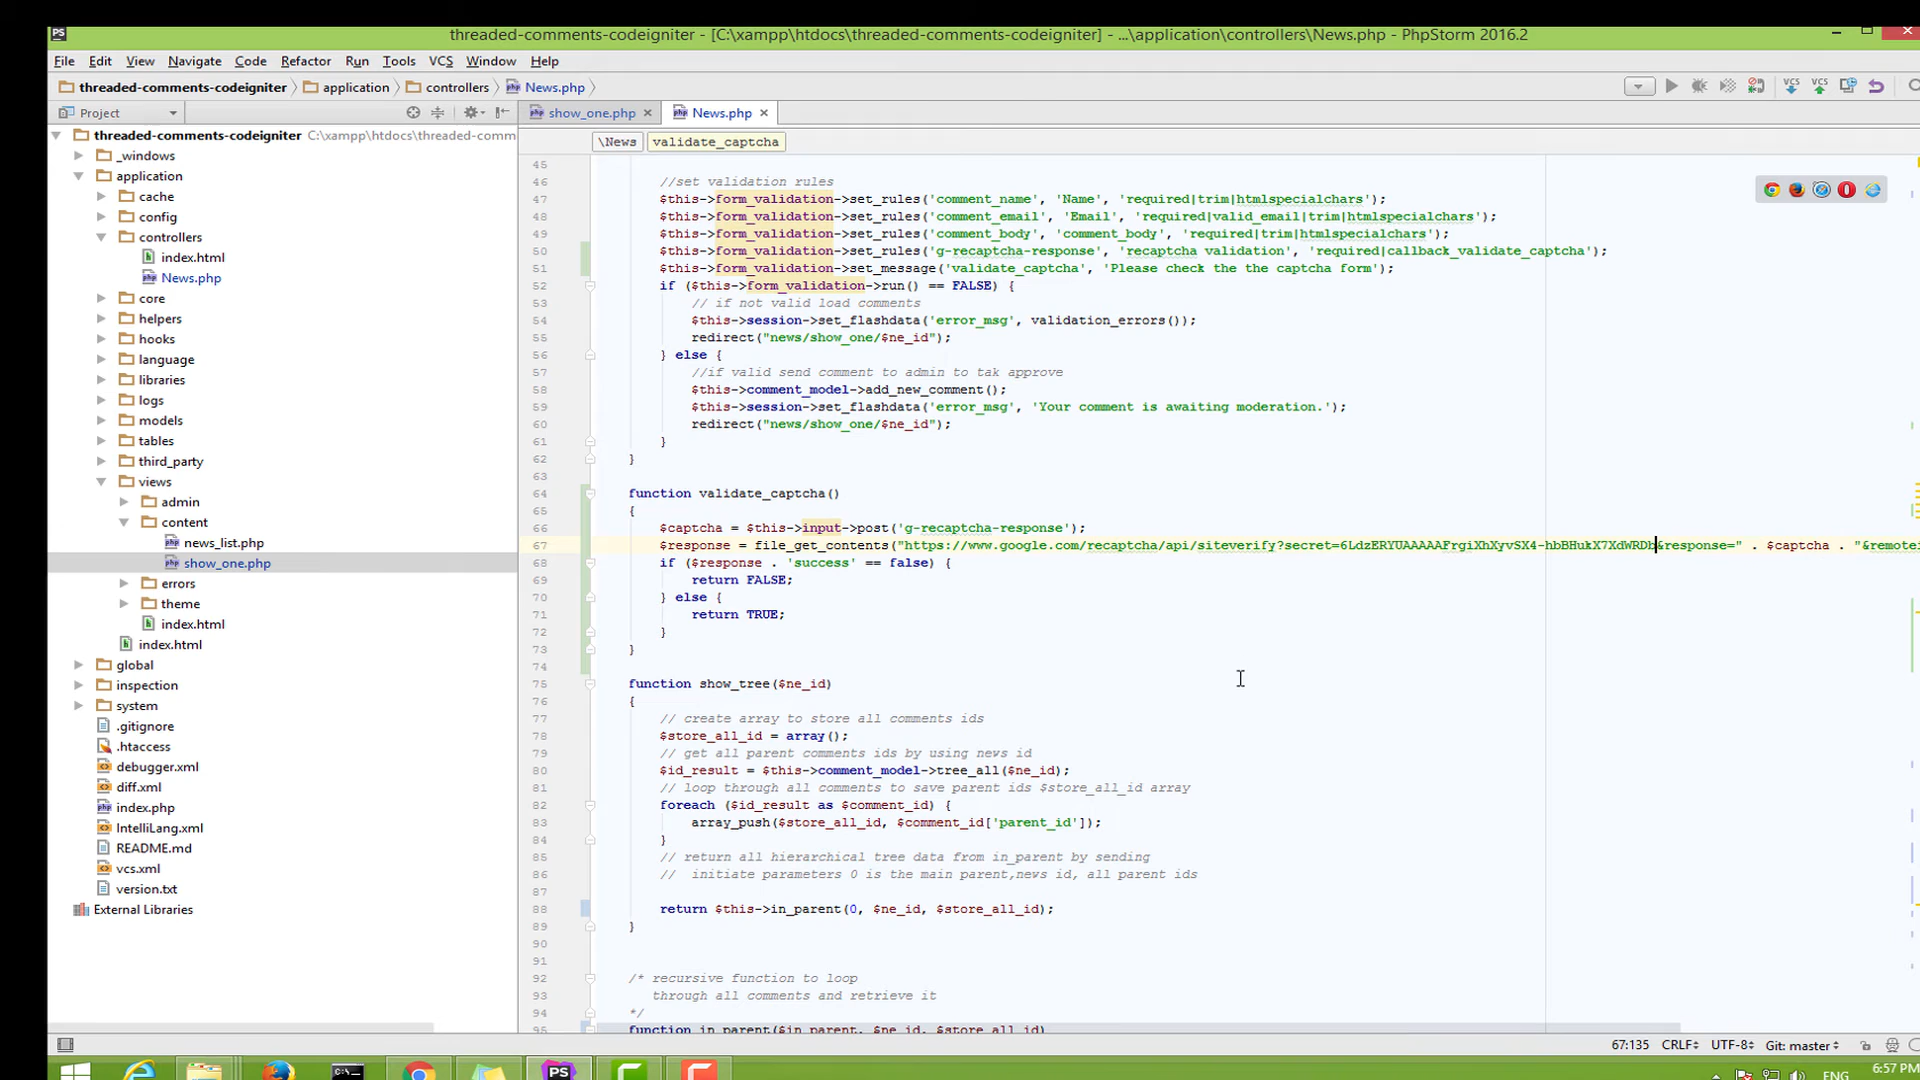 PS threaded-comments-codeigniter - [C:\xampp\htdocs\threaded-comments-codeigniter] - ...\application\controllers\News.php - PhpStorm 2016.2
File Edit View Navigate Code Refactor Run Tools VCS Window Help
threaded-comments-codeigniter application controllers News.php
Project
threaded-comments-codeigniter C:\xampp\htdocs\threaded-comm
_windows
application
cache
config
controllers
index.html
News.php
core
helpers
hooks
language
libraries
logs
models
tables
third_party
views
admin
content
news_list.php
show_one.php
errors
theme
index.html
index.html
global
inspection
system
.gitignore
.htaccess
debugger.xml
diff.xml
index.php
IntelliLang.xml
README.md
vcs.xml
version.txt
External Libraries
show_one.php News.php
\News validate_captcha
45
46 //set validation rules
47 $this->form_validation->set_rules('comment_name', 'Name', 'required|trim|htmlspecialchars');
48 $this->form_validation->set_rules('comment_email', 'Email', 'required|valid_email|trim|htmlspecialchars');
49 $this->form_validation->set_rules('comment_body', 'comment_body', 'required|trim|htmlspecialchars');
50 $this->form_validation->set_rules('g-recaptcha-response', 'recaptcha validation', 'required|callback_validate_captcha');
51 $this->form_validation->set_message('validate_captcha', 'Please check the the captcha form');
52 if ($this->form_validation->run() == FALSE) {
53 // if not valid load comments
54 $this->session->set_flashdata('error_msg', validation_errors());
55 redirect("news/show_one/$ne_id");
56 } else {
57 //if valid send comment to admin to tak approve
58 $this->comment_model->add_new_comment();
59 $this->session->set_flashdata('error_msg', 'Your comment is awaiting moderation.');
60 redirect("news/show_one/$ne_id");
61 }
62 }
63
64 function validate_captcha()
65 {
66 $captcha = $this->input->post('g-recaptcha-response');
67 $response = file_get_contents("https://www.google.com/recaptcha/api/siteverify?secret=6LdzERYUAAAAAFrgiXhXyvSX4-hbBHukX7XdWRDb&response=" . $captcha . "&remotei
68 if ($response . 'success' == false) {
69 return FALSE;
70 } else {
71 return TRUE;
72 }
73 }
74
75 function show_tree($ne_id)
76 {
77 // create array to store all comments ids
78 $store_all_id = array();
79 // get all parent comments ids by using news id
80 $id_result = $this->comment_model->tree_all($ne_id);
81 // loop through all comments to save parent ids $store_all_id array
82 foreach ($id_result as $comment_id) {
83 array_push($store_all_id, $comment_id['parent_id']);
84 }
85 // return all hierarchical tree data from in_parent by sending
86 // initiate parameters 0 is the main parent,news id, all parent ids
87
88 return $this->in_parent(0, $ne_id, $store_all_id);
89 }
90
91
92 /* recursive function to loop
93 through all comments and retrieve it
94 */
95 function in_parent($in_parent, $ne_id, $store_all_id)
67:135 CRLF UTF-8 Git: master
PS ENG 6:57 PM